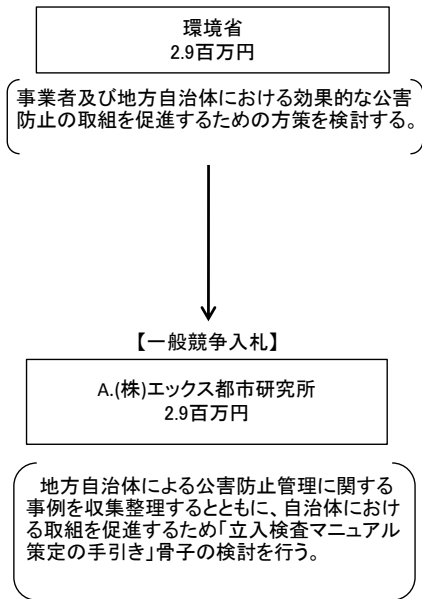 環境省
2.9百万円
事業者及び地方自治体における効果的な公害
防止の取組を促進するための方策を検討する。
【一般競争入札】
A.(株)エックス都市研究所
2.9百万円
地方自治体による公害防止管理に関する
事例を収集整理するとともに、自治体におけ
る取組を促進するため「立入検査マニュアル
策定の手引き」骨子の検討を行う。